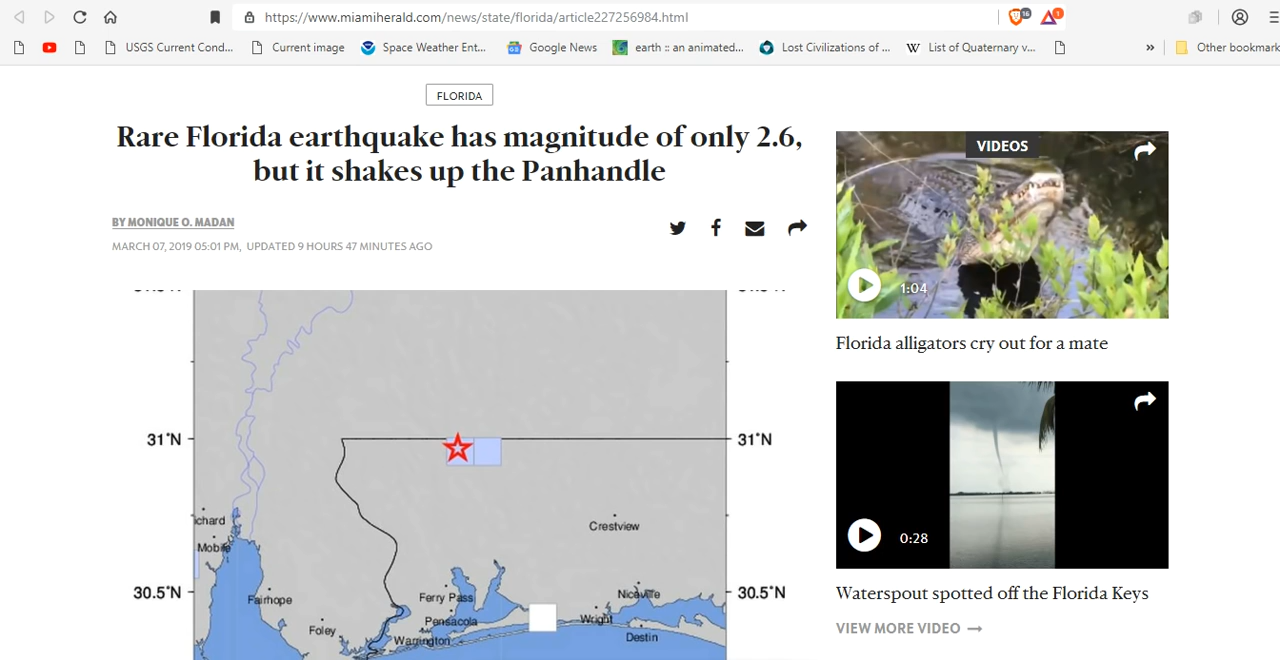 https://www.miamiherald.com/news/state/florida/article227256984.html
16
1
USGS Current Cond...
Current image
Space Weather Ent...
Google News
earth :: an animated...
Lost Civilizations of ...
W
List of Quaternary v...
»
Other bookmark
FLORIDA
Rare Florida earthquake has magnitude of only 2.6,
but it shakes up the Panhandle
BY MONIQUE O. MADAN
MARCH 07, 2019 05:01 PM, UPDATED 9 HOURS 47 MINUTES AGO
31°N
31°N
Crestview
ichard
Mobile
30.5°N
30.5°N
Fairhope
Ferry Pass
Niceville
Foley
Pensacola
Wright
Warrington
Destin
VIDEOS
1:04
Florida alligators cry out for a mate
0:28
Waterspout spotted off the Florida Keys
VIEW MORE VIDEO →